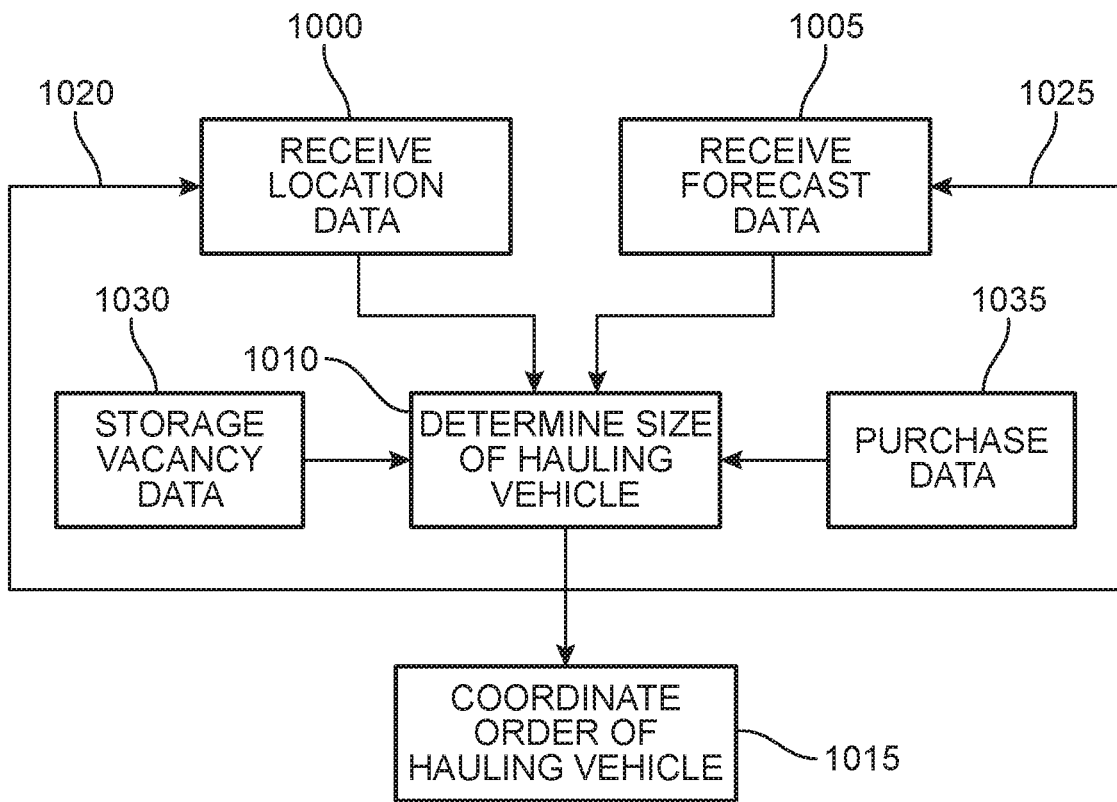 1000
1005
1020
1025
RECEIVE
LOCATION
DATA
RECEIVE
FORECAST
DATA
1030
1035
1010
STORAGE
VACANCY
DATA
DETERMINE SIZE
OF HAULING
VEHICLE
PURCHASE
DATA
COORDINATE
ORDER OF
HAULING VEHICLE
1015